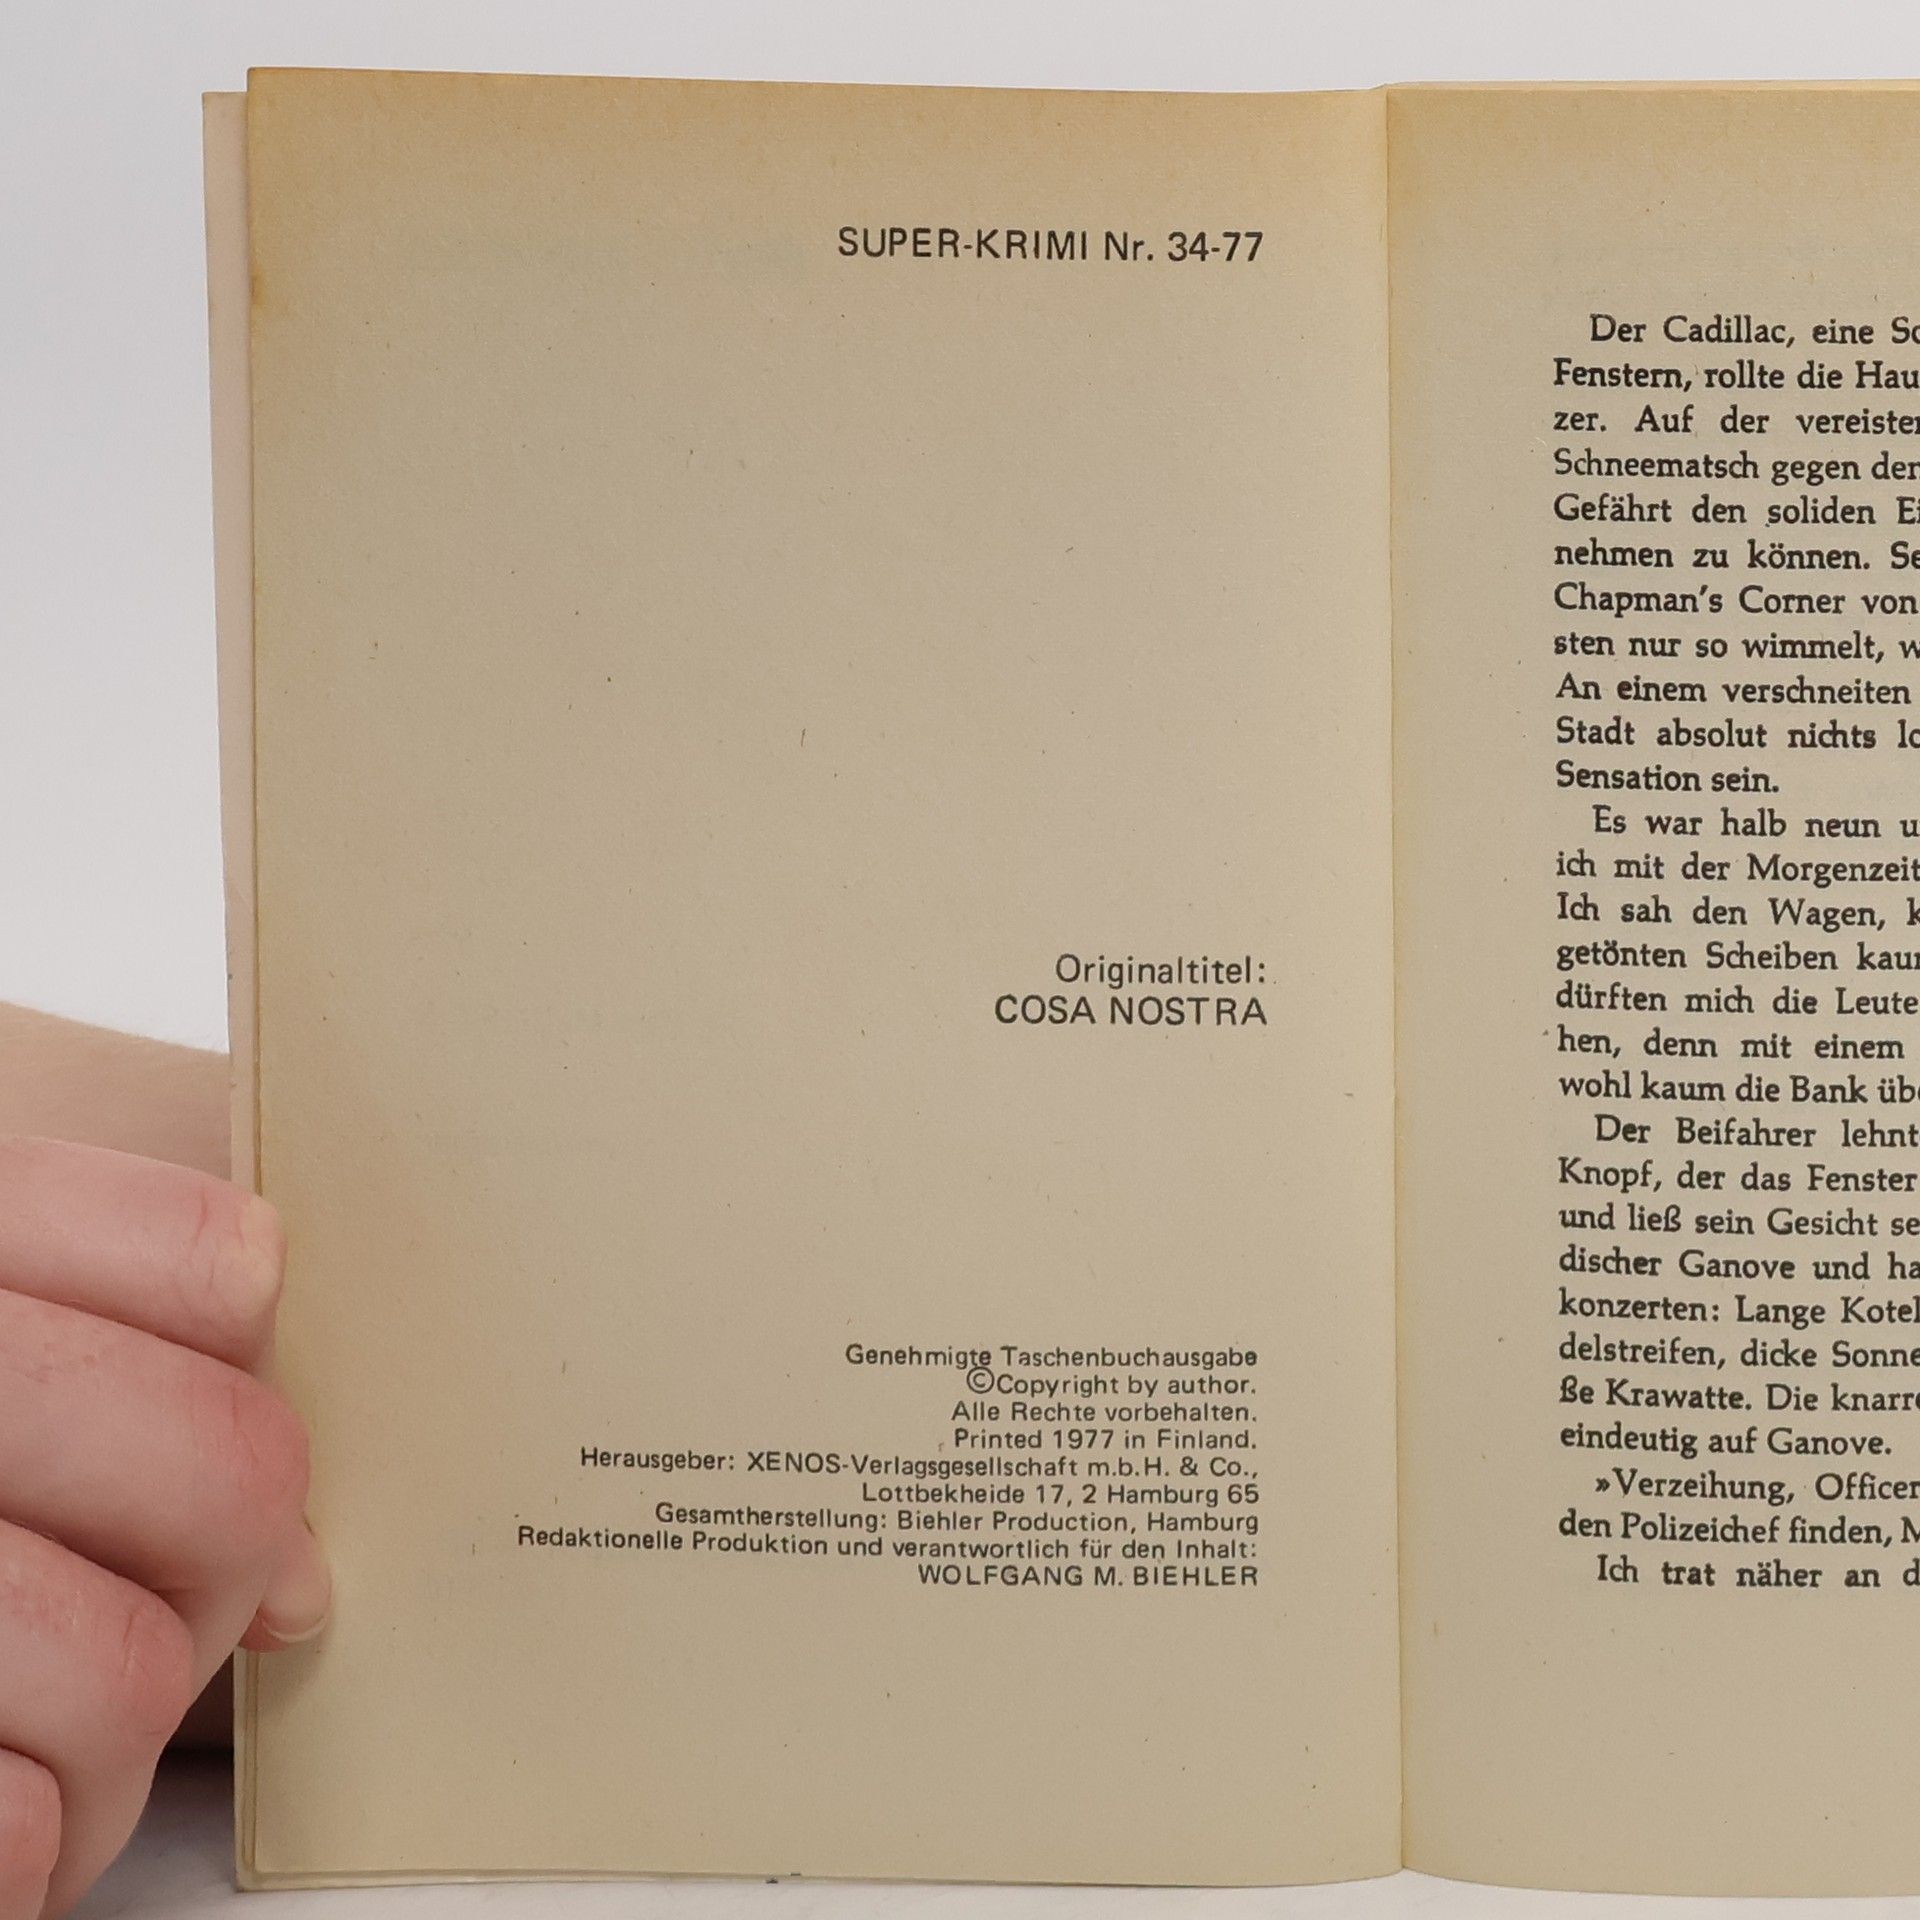 SUPER-KRIMI Nr. 34-77
Originaltitel:
COSA NOSTRA
Genehmigte Taschenbuchausgabe
©Copyright by author.
Alle Rechte vorbehalten.
Printed 1977 in Finland.
Herausgeber: XENOS-Verlagsgesellschaft m.b.H. & Co.,
Lottbekheide 17, 2 Hamburg 65
Gesamtherstellung: Biehler Production, Hamburg
Redaktionelle Produktion und verantwortlich für den Inhalt:
WOLFGANG M. BIEHLER
Der Cadillac, eine
Fenstern, rollte die
zer. Auf der
Schneematsch gegen
Gefährt den soliden
nehmen zu können.
Chapman's Corner von
sten nur so wimmelt,
An einem verschneiten
Stadt absolut nichts
Sensation sein.
Es war halb neun
ich mit der
Ich sah den Wagen,
getönten Scheiben
dürften mich die Leute
hen, denn mit einem
wohl kaum die Bank
Der Beifahrer
Knopf, der das Fenster
und ließ sein Gesicht
discher Ganove und
konzerten: Lange
delstreifen, dicke
ße Krawatte. Die
eindeutig auf Ganove.
»Verzeihung, Officer
den Polizeichef finden,
Ich trat näher an